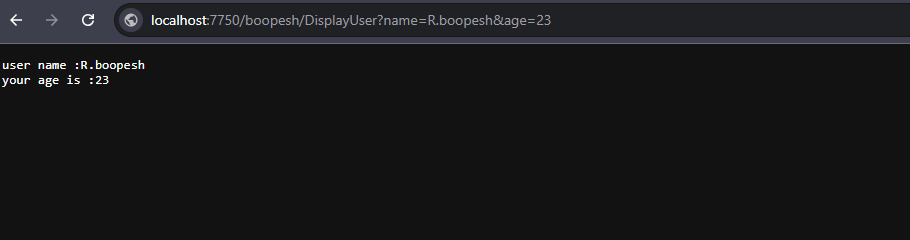 localhost:7750/boopesh/DisplayUser?name=R.boopesh&age=23
user name :R.boopesh
your age is :23